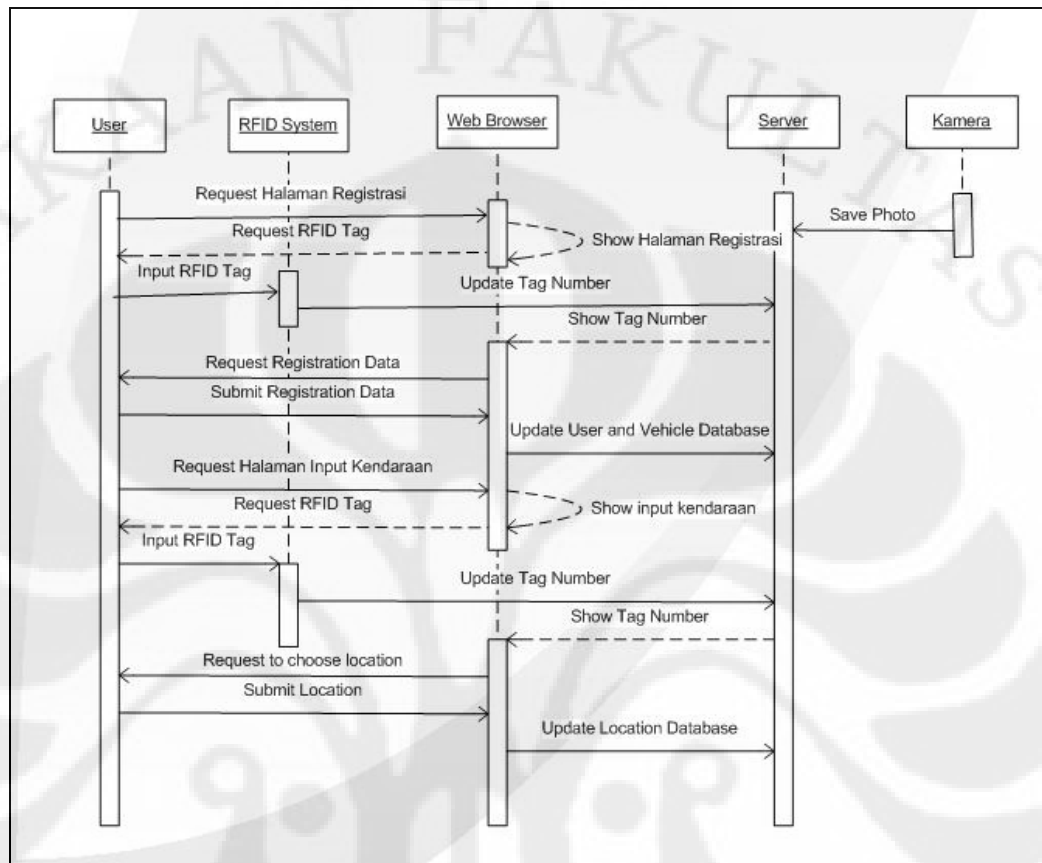 KAAN FAKULTAS
User
RFID System
Web Browser
Server
Kamera
Request Halaman Registrasi
Save Photo
Request RFID Tag
Show Halaman Registrasi
Input RFID Tag
Update Tag Number
Show Tag Number
Request Registration Data
Submit Registration Data
Update User and Vehicle Database
Request Halaman Input Kendaraan
Request RFID Tag
Show input kendaraan
Input RFID Tag
Update Tag Number
Show Tag Number
Request to choose location
Submit Location
Update Location Database